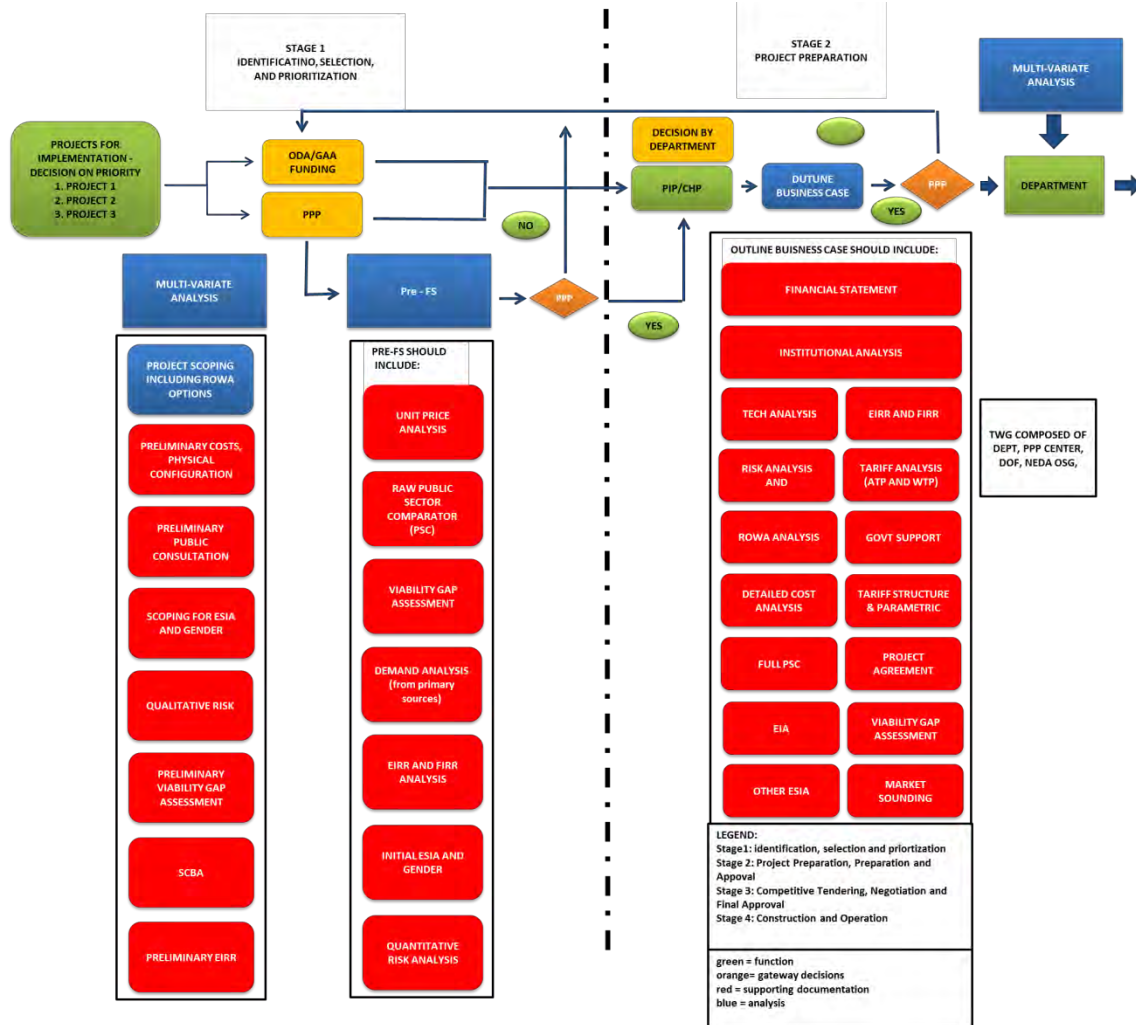 STAGE 1
IDENTIFICATINO, SELECTION,
AND PRIORITIZATION
STAGE 2
PROJECT PREPARATION
MULTI-VARIATE
ANALYSIS
PROJECTS FOR
IMPLEMENTATION -
DECISION ON PRIORITY
1. PROJECT 1
2. PROJECT 2
3. PROJECT 3
ODA/GAA
FUNDING
PPP
NO
DECISION BY
DEPARTMENT
PIP/CHP
DUTUNE
BUSINESS CASE
YES
PPP
DEPARTMENT
MULTI-VARIATE
ANALYSIS
Pre - FS
PPP
YES
PROJECT SCOPING
INCLUDING ROWA
OPTIONS
PRELIMINARY COSTS,
PHYSICAL
CONFIGURATION
PRELIMINARY
PUBLIC
CONSULTATION
SCOPING FOR ESIA
AND GENDER
QUALITATIVE RISK
PRELIMINARY
VIABILITY GAP
ASSESSMENT
SCBA
PRELIMINARY EIRR
PRE-FS SHOULD
INCLUDE:
UNIT PRICE
ANALYSIS
RAW PUBLIC
SECTOR
COMPARATOR
(PSC)
VIABILITY GAP
ASSESSMENT
DEMAND ANALYSIS
(from primary
sources)
EIRR AND FIRR
ANALYSIS
INITIAL ESIA AND
GENDER
QUANTITATIVE
RISK ANALYSIS
OUTLINE BUISNESS CASE SHOULD INCLUDE:
FINANCIAL STATEMENT
INSTITUTIONAL ANALYSIS
TECH ANALYSIS
EIRR AND FIRR
RISK ANALYSIS
AND
TARIFF ANALYSIS
(ATP AND WTP)
ROWA ANALYSIS
GOVT SUPPORT
DETAILED COST
ANALYSIS
TARIFF STRUCTURE
& PARAMETRIC
FULL PSC
PROJECT
AGREEMENT
EIA
VIABILITY GAP
ASSESSMENT
OTHER ESIA
MARKET
SOUNDING
TWG COMPOSED OF
DEPT, PPP CENTER,
DOF, NEDA OSG,
LEGEND:
Stage1: identification, selection and priortization
Stage 2: Project Preparation, Preparation and
Appoval
Stage 3: Competitive Tendering, Negotiation and
Final Approval
Stage 4: Construction and Operation
green = function
orange= gateway decisions
red = supporting documentation
blue = analysis